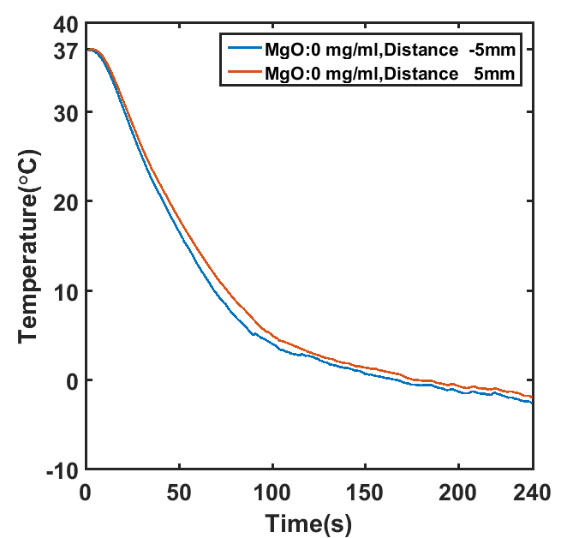 40
37
30
20
10
0
-10
Temperature(°C)
MgO:0 mg/ml,Distance -5mm
MgO:0 mg/ml,Distance 5mm
0 50 100 150 200 240
Time(s)